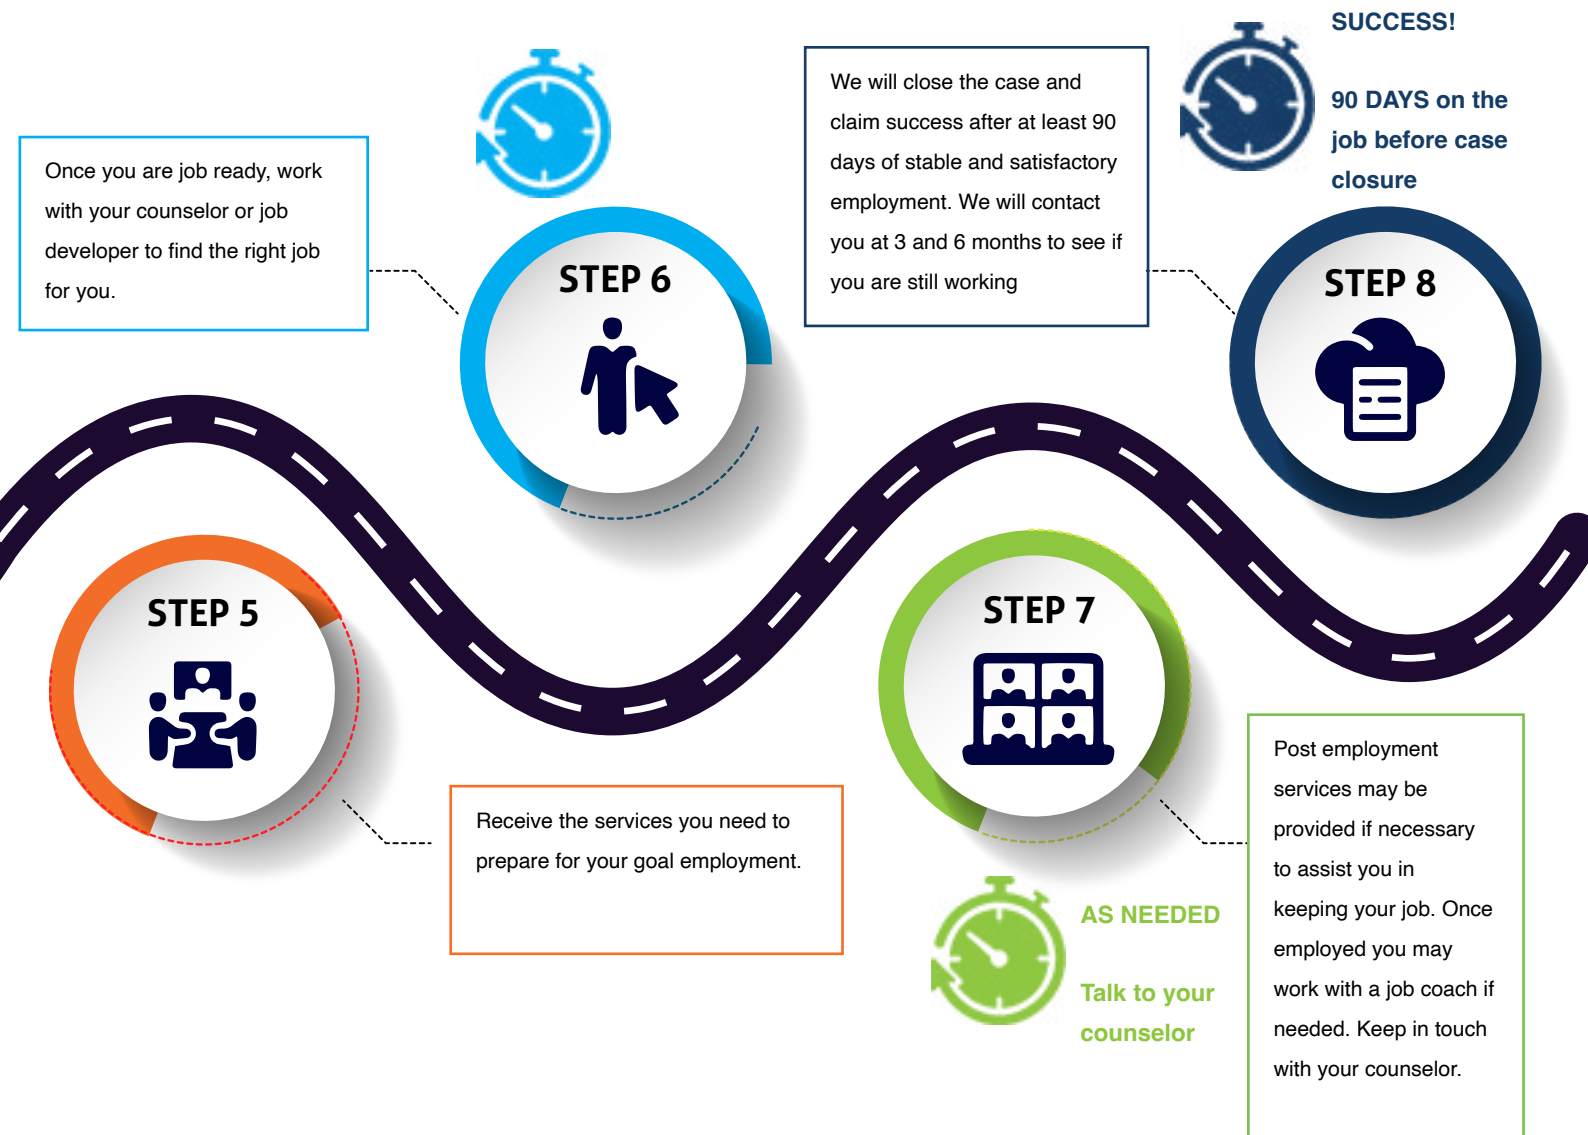 Once you are job ready, work
with your counselor or job
developer to find the right job
for you.
STEP 6
We will close the case and
claim success after at least 90
days of stable and satisfactory
employment. We will contact
you at 3 and 6 months to see if
you are still working
SUCCESS!
90 DAYS on the
job before case
closure
STEP 8
STEP 5
Receive the services you need to
prepare for your goal employment.
STEP 7
AS NEEDED
Talk to your
counselor
Post employment
services may be
provided if necessary
to assist you in
keeping your job. Once
employed you may
work with a job coach if
needed. Keep in touch
with your counselor.